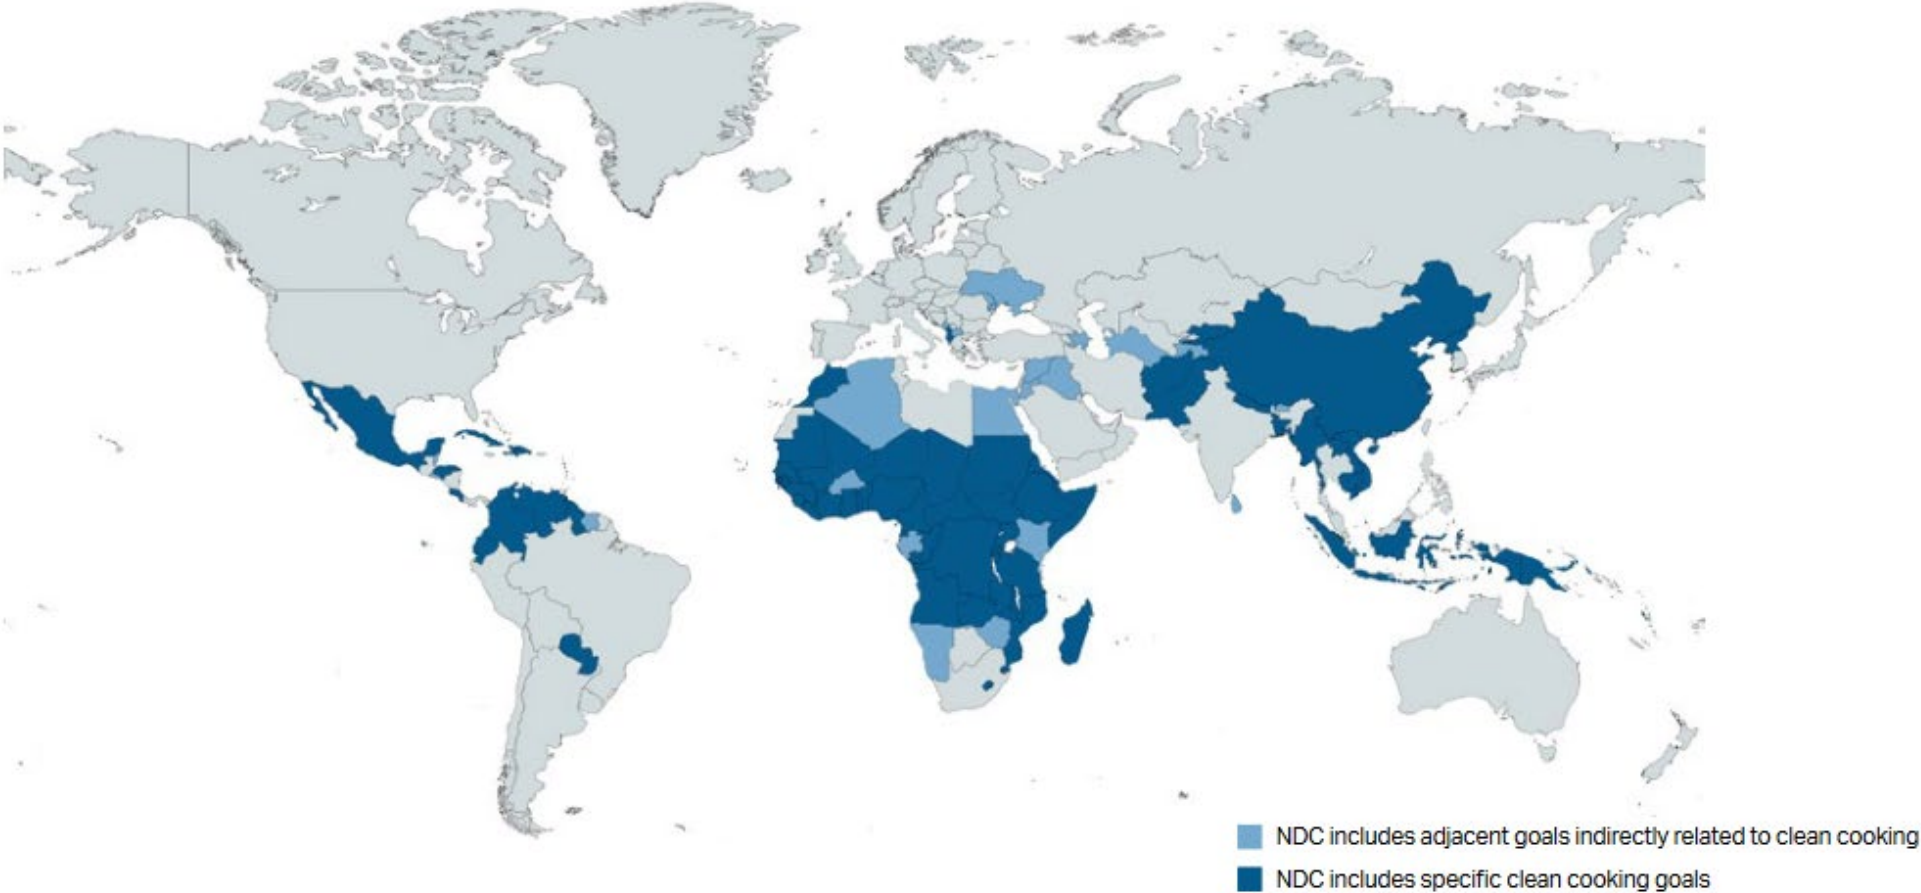 NDC includes adjacent goals indirectly related to clean cooking
NDC includes specific clean cooking goals